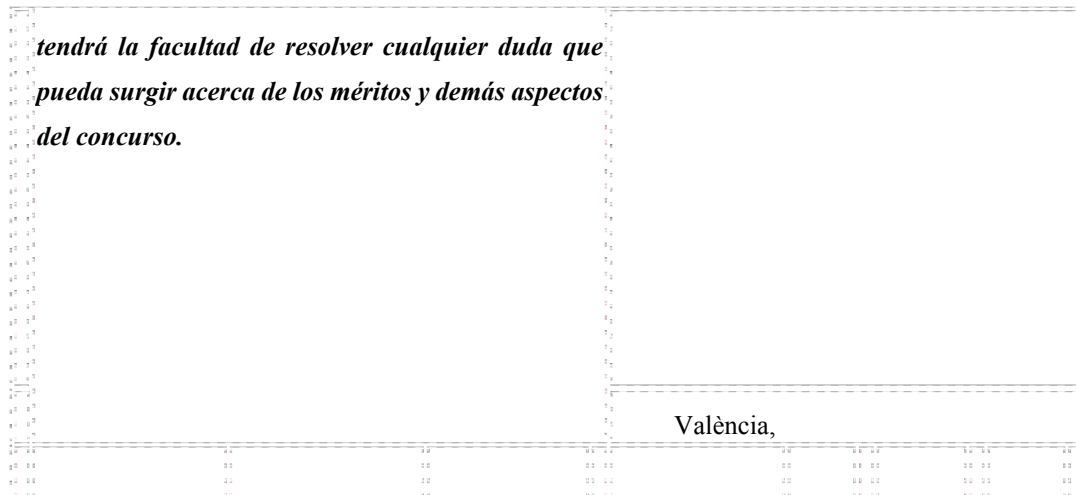 tendrá la facultad de resolver cualquier duda que
pueda surgir acerca de los méritos y demás aspectos
del concurso.
València,